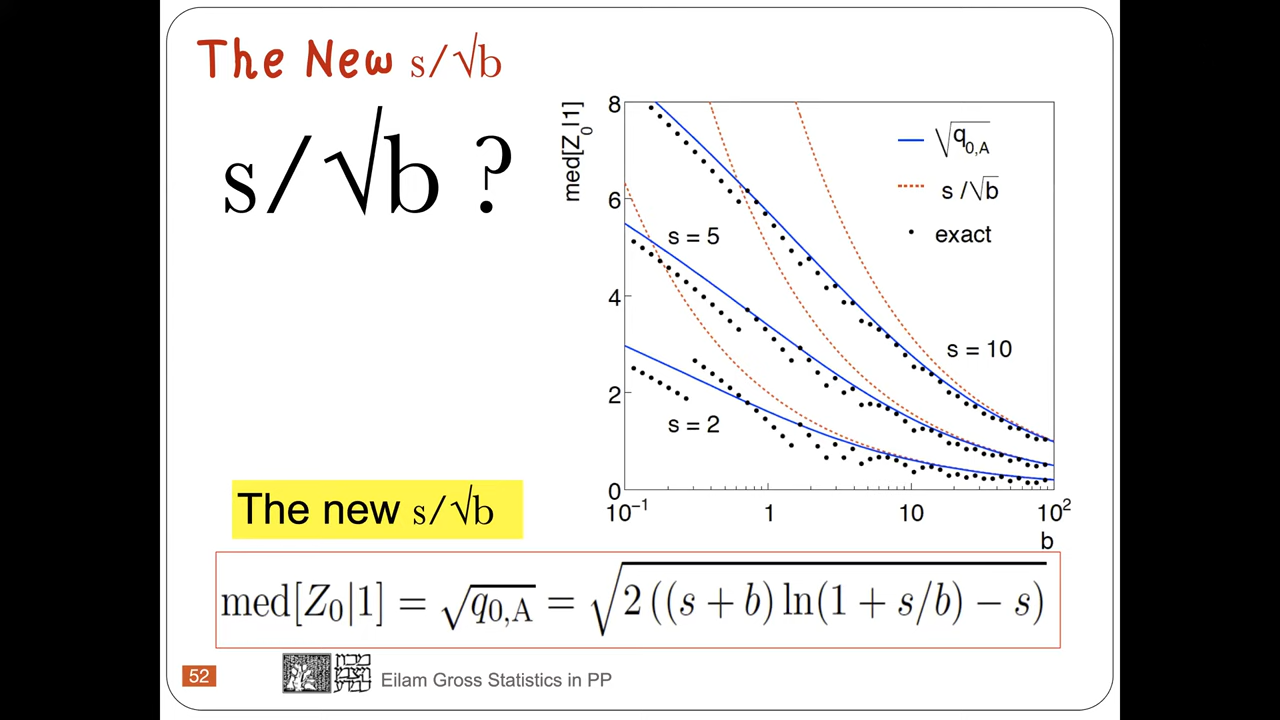 The New s/√b
s/√b ?
med[Z₀|1]
8
6
4
2
0
10⁻¹
1
10
10²
b
√q₀,A
s /√b
exact
s = 5
s = 10
s = 2
The new s/√b
med[Z₀|1] = √q₀,A = √2 ((s + b) ln(1 + s/b) − s)
52
Eilam Gross Statistics in PP